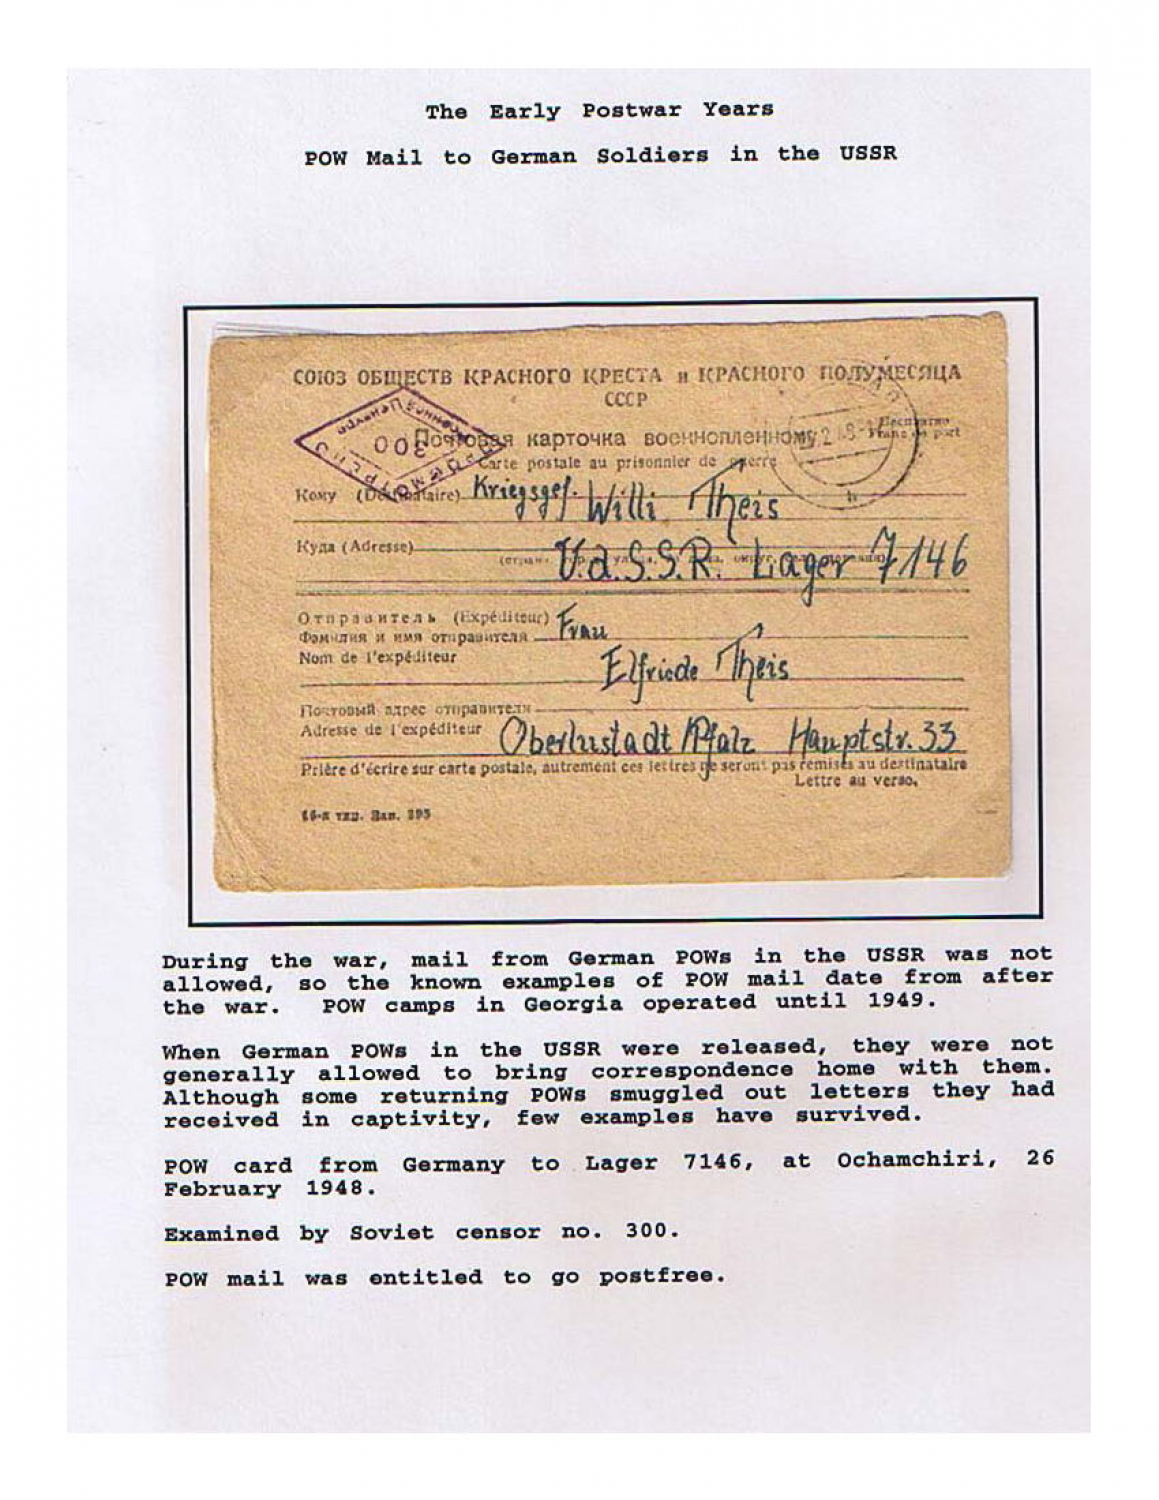 The Early Postwar Years
POW Mail to German Soldiers in the USSR
СОЮЗ ОБЩЕСТВ КРАСНОГО КРЕСТА и КРАСНОГО ПОЛУМЕСЯЦА
СССР
300
Почтовая карточка военнопленному
Carte postale au prisonnier de guerre
Кому (Destinataire) Kriegsgef. Willi Theis
Куда (Adresse)
U.d.S.S.R. Lager 7146
Отправитель (Expéditeur) Frau
Фамилия и имя отправителя
Nom de l'expéditeur
Elfriede Theis
Почтовый адрес отправителя
Adresse de l'expéditeur Oberlustadt/Pfalz Hauptstr. 33
Prière d'écrire sur carte postale, autrement ces lettres ne seront pas remises au destinataire
Lettre au verso.
16-я тип. Зак. 395
During the war, mail from German POWs in the USSR was not
allowed, so the known examples of POW mail date from after
the war. POW camps in Georgia operated until 1949.
When German POWs in the USSR were released, they were not
generally allowed to bring correspondence home with them.
Although some returning POWs smuggled out letters they had
received in captivity, few examples have survived.
POW card from Germany to Lager 7146, at Ochamchiri, 26
February 1948.
Examined by Soviet censor no. 300.
POW mail was entitled to go postfree.